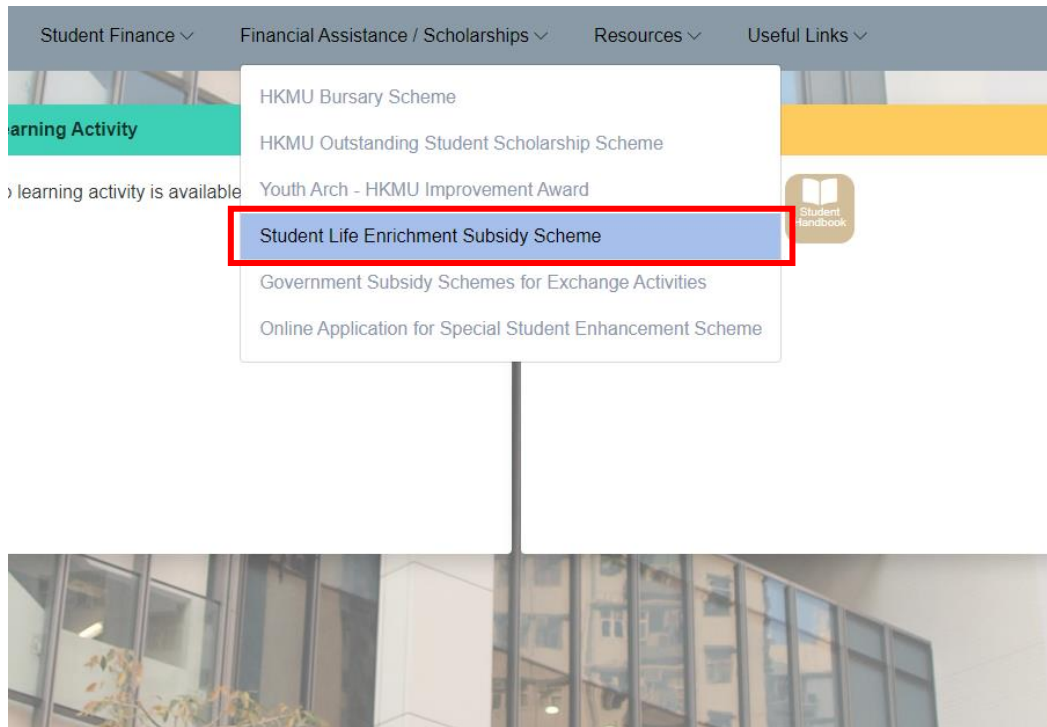 Student Finance
Financial Assistance / Scholarships
Resources
Useful Links
HKMU Bursary Scheme
HKMU Outstanding Student Scholarship Scheme
Youth Arch - HKMU Improvement Award
Student Life Enrichment Subsidy Scheme
Government Subsidy Schemes for Exchange Activities
Online Application for Special Student Enhancement Scheme
arning Activity
learning activity is available
Student
Handbook